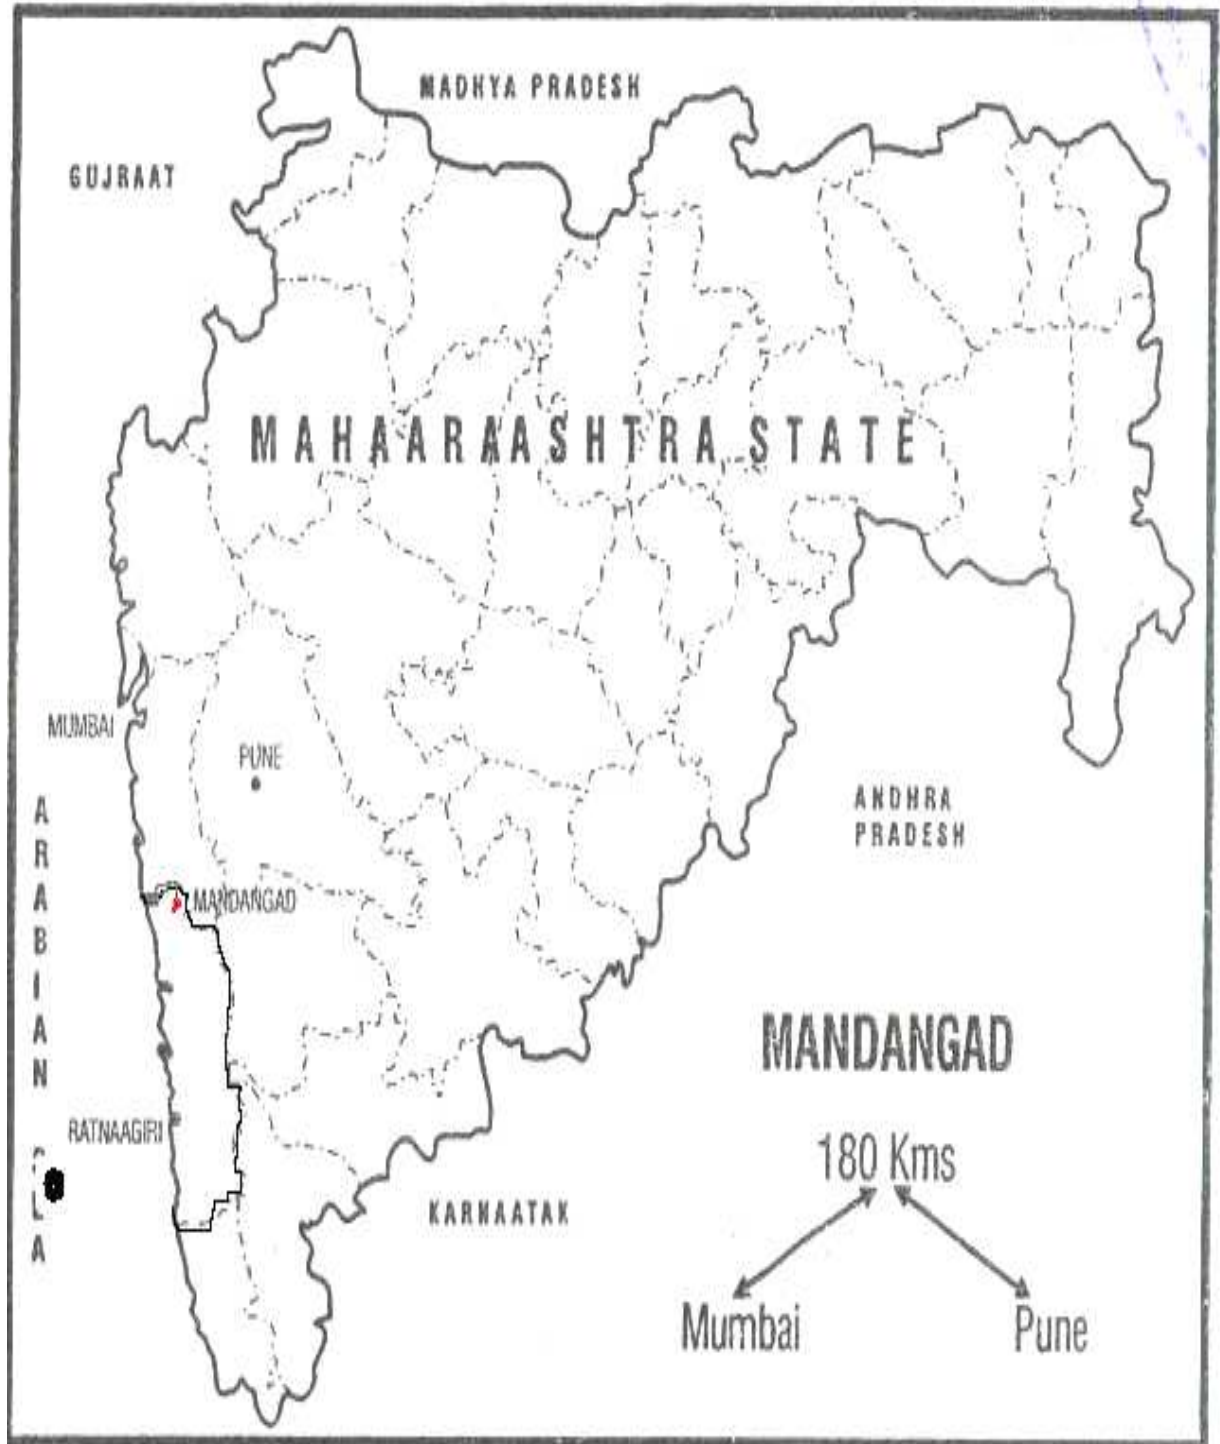 MADHYA PRADESH
GUJRAAT
MAHAARAASHTRA STATE
MUMBAI
PUNE
ARABIAN
ANDHRA
PRADESH
MANDANGAD
MANDANGAD
180 Kms
RATNAAGIRI
KARNAATAK
Mumbai
Pune